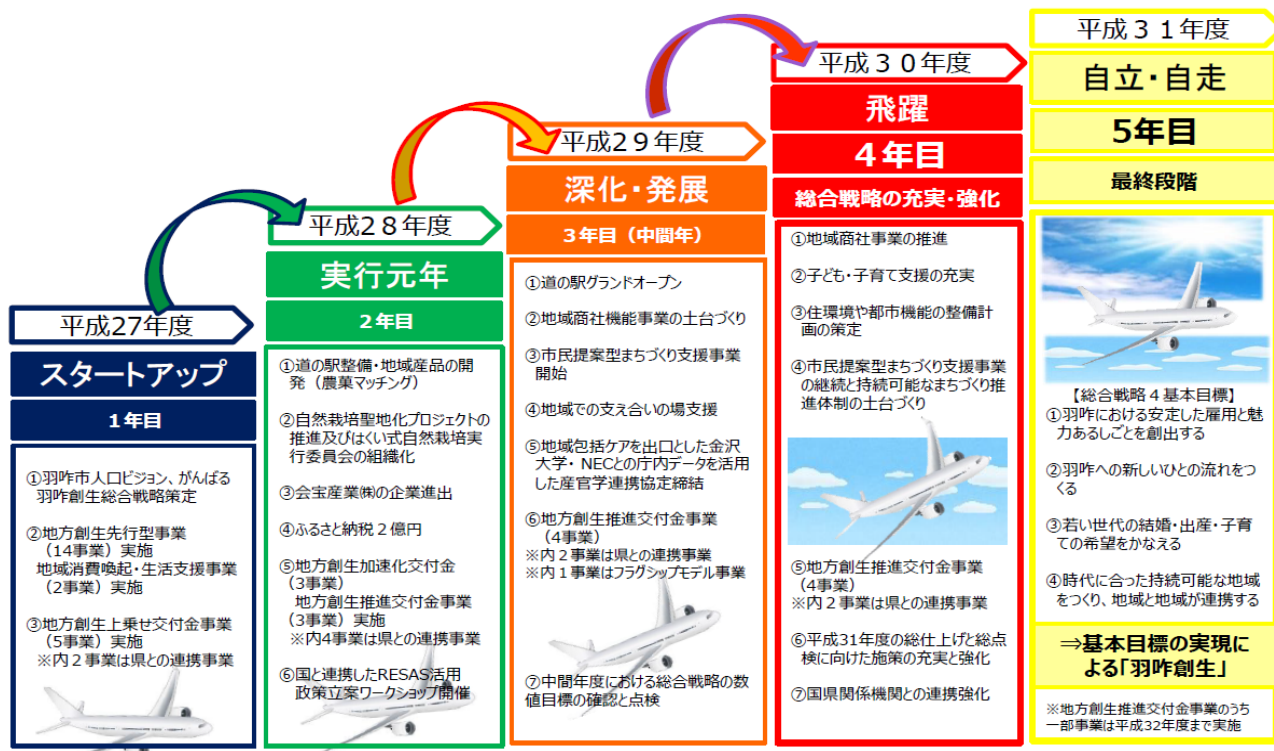 平成27年度
スタートアップ
1年目
①羽咋市人口ビジョン、がんばる
羽咋創生総合戦略策定
②地方創生先行型事業
（14事業）実施
地域消費喚起・生活支援事業
（2事業）実施
③地方創生上乗せ交付金事業
（5事業）実施
※内２事業は県との連携事業
平成２８年度
実行元年
２年目
①道の駅整備・地域産品の開
発（農菓マッチング）
②自然栽培聖地化プロジェクトの
推進及びはくい式自然栽培実
行委員会の組織化
③会宝産業㈱の企業進出
④ふるさと納税２億円
⑤地方創生加速化交付金
（3事業）
地方創生推進交付金事業
（3事業）実施
※内4事業は県との連携事業
⑥国と連携したRESAS活用
政策立案ワークショップ開催
平成２９年度
深化・発展
３年目（中間年）
①道の駅グランドオープン
②地域商社機能事業の土台づくり
③市民提案型まちづくり支援事業
開始
④地域での支え合いの場支援
⑤地域包括ケアを出口とした金沢
大学・NECとの庁内データを活用
した産官学連携協定締結
⑥地方創生推進交付金事業
（4事業）
※内２事業は県との連携事業
※内１事業はフラグシップモデル事業
⑦中間年度における総合戦略の数
値目標の確認と点検
平成３０年度
飛躍
４年目
総合戦略の充実・強化
①地域商社事業の推進
②子ども・子育て支援の充実
③住環境や都市機能の整備計
画の策定
④市民提案型まちづくり支援事業
の継続と持続可能なまちづくり推
進体制の土台づくり
⑤地方創生推進交付金事業
（4事業）
※内２事業は県との連携事業
⑥平成31年度の総仕上げと総点
検に向けた施策の充実と強化
⑦国県関係機関との連携強化
平成３１年度
自立・自走
5年目
最終段階
【総合戦略４基本目標】
①羽咋における安定した雇用と魅
力あるしごとを創出する
②羽咋への新しいひとの流れをつ
くる
③若い世代の結婚・出産・子育
ての希望をかなえる
④時代に合った持続可能な地域
をつくり、地域と地域が連携する
⇒基本目標の実現に
よる「羽咋創生」
※地方創生推進交付金事業のうち
一部事業は平成32年度まで実施